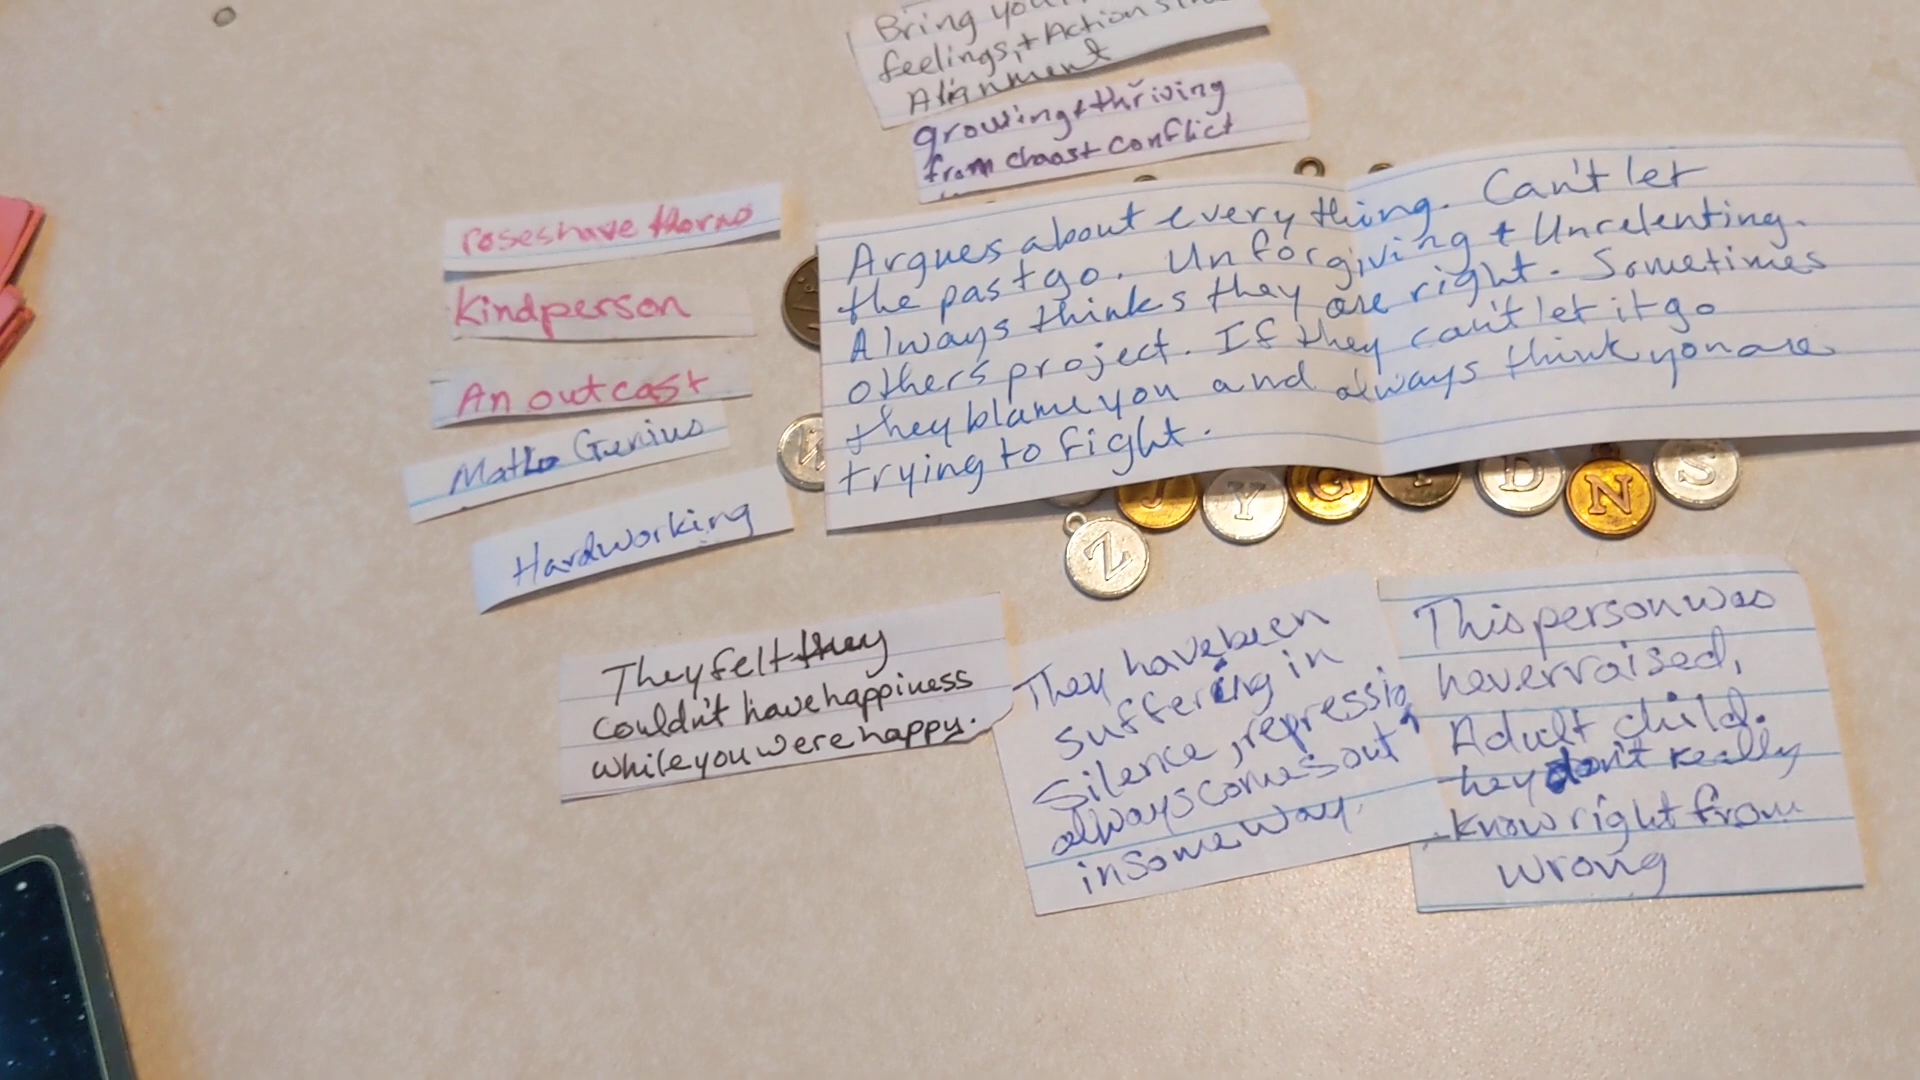 Bring
feelings, + Action
Alignment
growing + thriving
from chaos + conflict
roses have thorns
Kind person
An outcast
Math Genius
Hardworking
Argues about everything. Can't let
the past go. Unforgiving + Unrelenting.
Always thinks they are right. Sometimes
others project. If they can't let it go
they blame you and always think you are
trying to fight.
J Y G D N S
Z
They felt they
couldn't have happiness
while you were happy.
They have been
suffering in
silence, repression
always comes out
in some way.
This person was
never raised,
Adult child.
they don't really
know right from
wrong